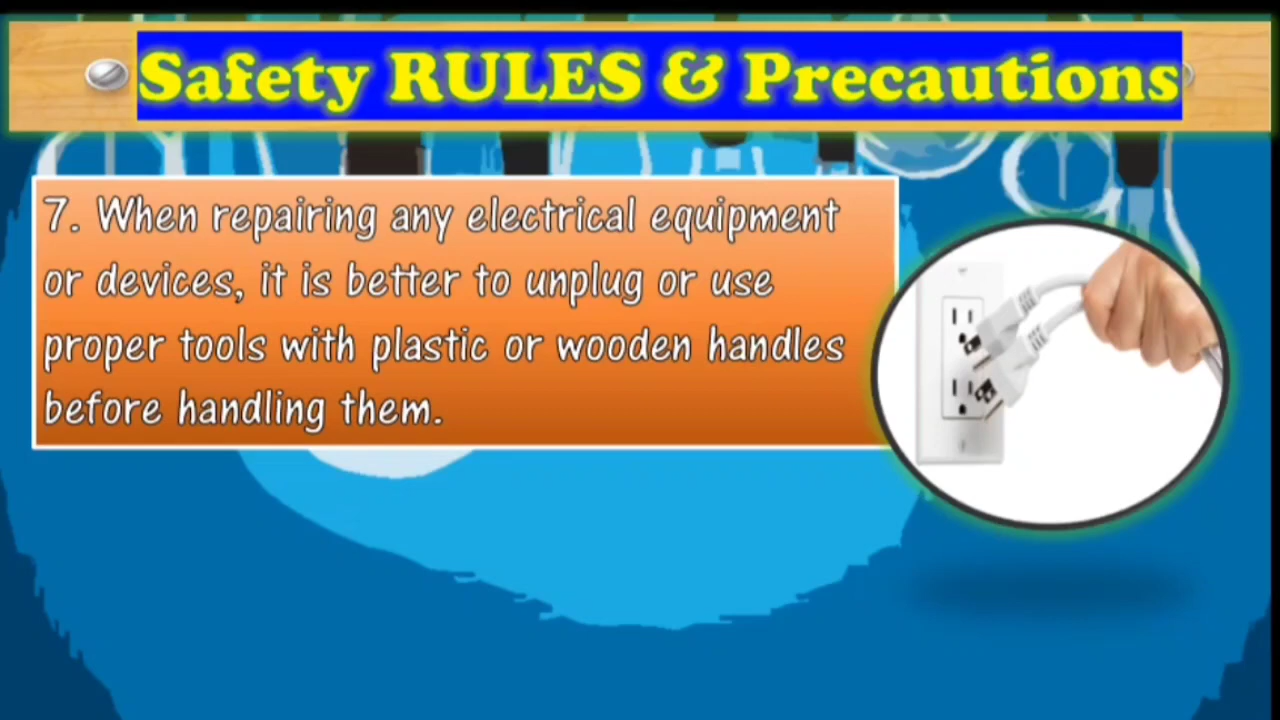 Safety RULES & Precautions
7. When repairing any electrical equipment
or devices, it is better to unplug or use
proper tools with plastic or wooden handles
before handling them.